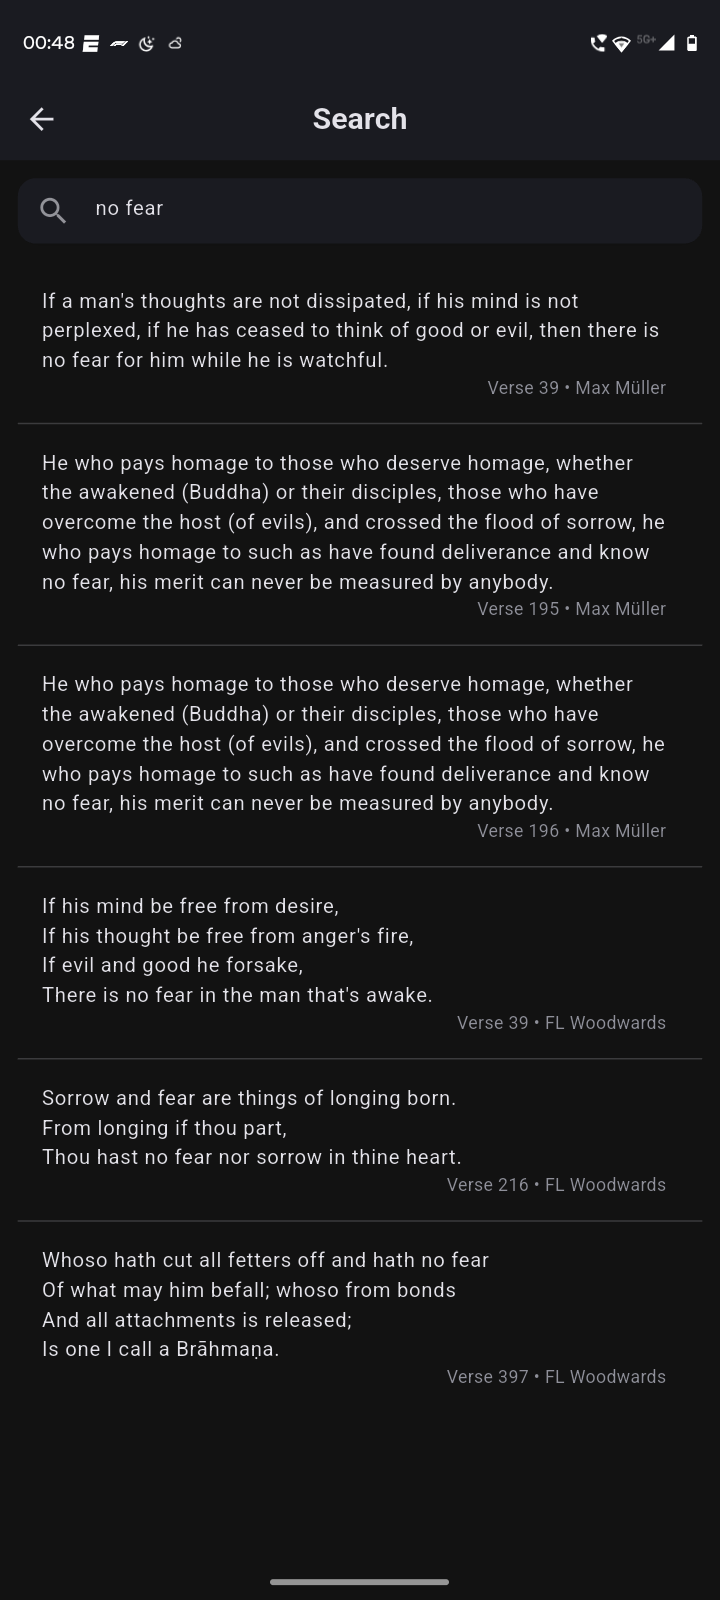 00:48
5G+
Search
no fear
If a man's thoughts are not dissipated, if his mind is not
perplexed, if he has ceased to think of good or evil, then there is
no fear for him while he is watchful.
Verse 39 • Max Müller
He who pays homage to those who deserve homage, whether
the awakened (Buddha) or their disciples, those who have
overcome the host (of evils), and crossed the flood of sorrow, he
who pays homage to such as have found deliverance and know
no fear, his merit can never be measured by anybody.
Verse 195 • Max Müller
He who pays homage to those who deserve homage, whether
the awakened (Buddha) or their disciples, those who have
overcome the host (of evils), and crossed the flood of sorrow, he
who pays homage to such as have found deliverance and know
no fear, his merit can never be measured by anybody.
Verse 196 • Max Müller
If his mind be free from desire,
If his thought be free from anger's fire,
If evil and good he forsake,
There is no fear in the man that's awake.
Verse 39 • FL Woodwards
Sorrow and fear are things of longing born.
From longing if thou part,
Thou hast no fear nor sorrow in thine heart.
Verse 216 • FL Woodwards
Whoso hath cut all fetters off and hath no fear
Of what may him befall; whoso from bonds
And all attachments is released;
Is one I call a Brāhmaṇa.
Verse 397 • FL Woodwards